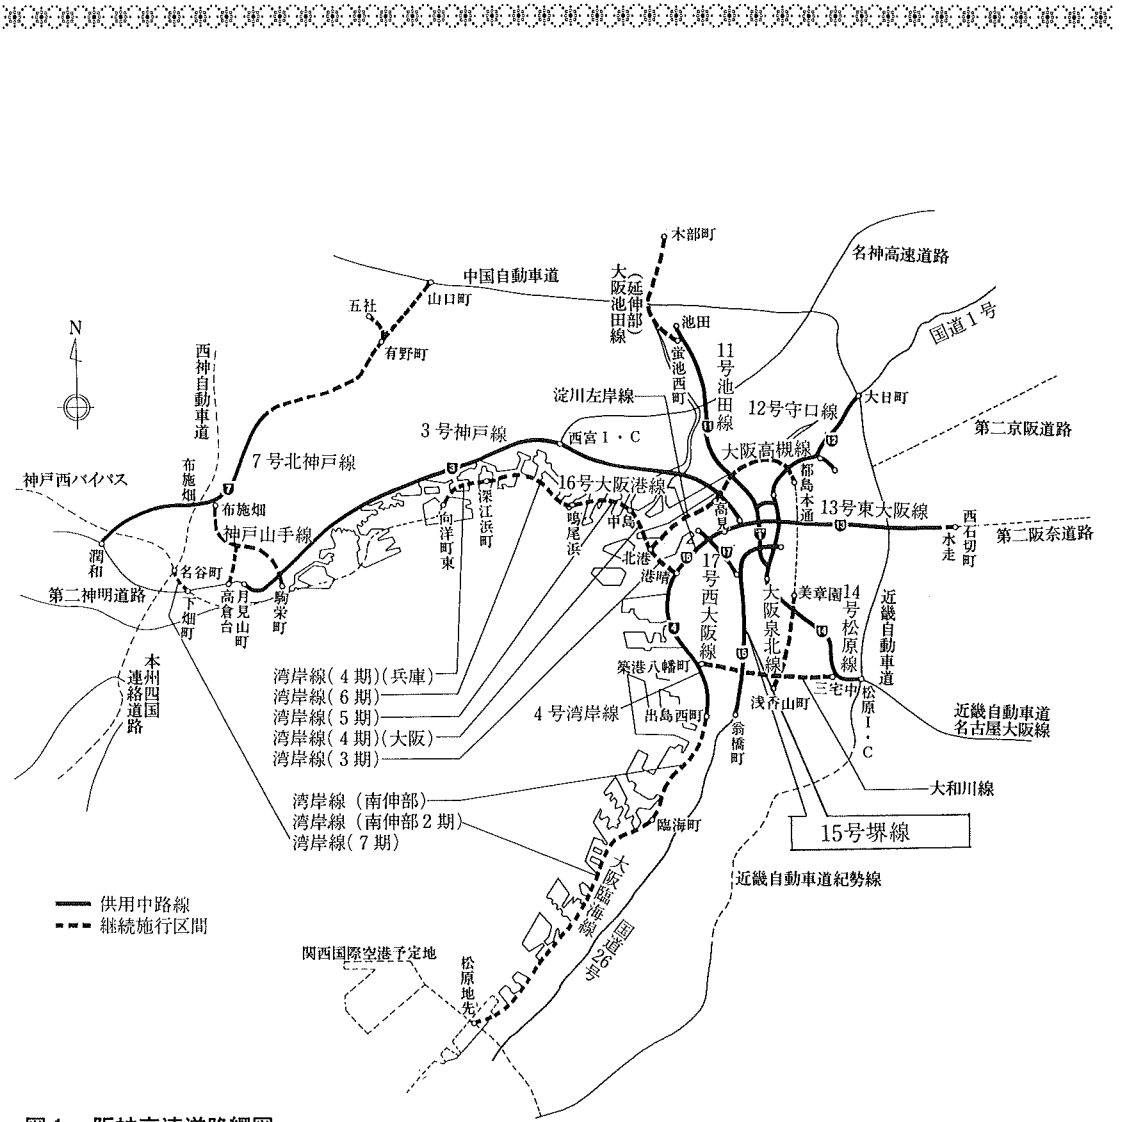 木部町
名神高速道路
中国自動車道
大阪池田線
(延伸部)
山口町
五社
国道1号
池田
有野町
N
西神自動車道
11号池田線
蛍池西町
淀川左岸線
大日町
12号守口線
3号神戸線
西宮I・C
大阪高槻線
第二京阪道路
7号北神戸線
神戸西バイパス
布施畑
都島本通
16号大阪港線
深江浜町
13号東大阪線
布施畑
向洋町東
鳴尾浜
中島
高見
西石切町
水走
第二阪奈道路
神戸山手線
潤和
北港
名谷町
港晴
17号西大阪線
第二神明道路
下畑町
高倉台
月見山町
駒栄町
大阪泉北線
美章園
14号松原線
近畿自動車道
本州四国
連絡道路
湾岸線(4期)(兵庫)
築港八幡町
湾岸線(6期)
三宅中
湾岸線(5期)
4号湾岸線
出島西町
浅香山町
松原I・C
近畿自動車道
名古屋大阪線
湾岸線(4期)(大阪)
翁橋町
湾岸線(3期)
大和川線
湾岸線(南伸部)
湾岸線(南伸部2期)
臨海町
15号堺線
湾岸線(7期)
大阪臨海線
近畿自動車道紀勢線
供用中路線
継続施行区間
国道26号
関西国際空港予定地
松原地先
図1 阪神高速道路網図